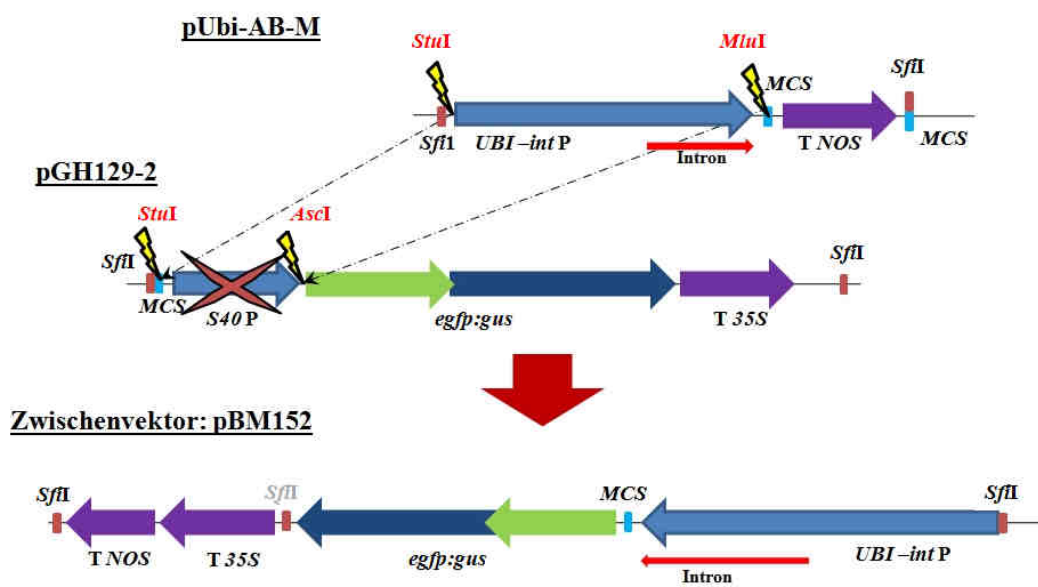 pUbi-AB-M
StuI
MluI
SfiI
MCS
Sfi1
UBI –int P
T NOS
MCS
Intron
pGH129-2
StuI
AscI
SfiI
SfiI
MCS
S40 P
egfp:gus
T 35S
Zwischenvektor: pBM152
SfiI
SfiI
MCS
SfiI
T NOS
T 35S
egfp:gus
UBI –int P
Intron